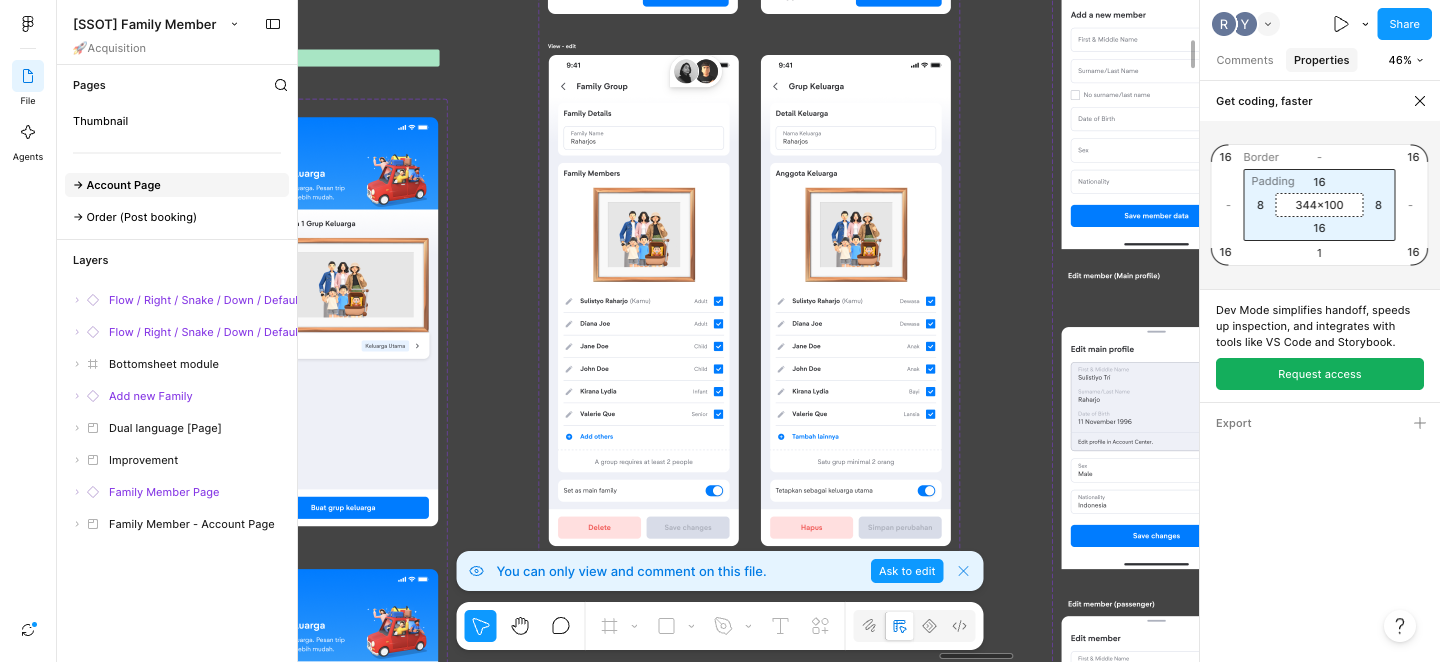 [SSOT] Family Member
🚀Acquisition
File
Agents
Pages
Thumbnail
→ Account Page
→ Order (Post booking)
Layers
Flow / Right / Snake / Down / Defaul
Flow / Right / Snake / Down / Defaul
Bottomsheet module
Add new Family
Dual language [Page]
Improvement
Family Member Page
Family Member - Account Page
uarga. Pesan trip
ebih mudah.
1 Grup Keluarga
Keluarga Utama
Buat grup keluarga
uarga. Pesan trip
ebih mudah.
View - edit
9:41
Family Group
Family Details
Family Name
Raharjos
Family Members
Sulistyo Raharjo (Kamu) Adult
Diana Joe Adult
Jane Doe Child
John Doe Child
Kirana Lydia Infant
Valerie Que Senior
Add others
A group requires at least 2 people
Set as main family
Delete
Save changes
9:41
Grup Keluarga
Detail Keluarga
Nama Keluarga
Raharjos
Anggota Keluarga
Sulistyo Raharjo (Kamu) Dewasa
Diana Joe Dewasa
Jane Doe Anak
John Doe Anak
Kirana Lydia Bayi
Valerie Que Lansia
Tambah lainnya
Satu grup minimal 2 orang
Tetapkan sebagai keluarga utama
Hapus
Simpan perubahan
Add a new member
First & Middle Name
Surname/Last Name
No surname/last name
Date of Birth
Sex
Nationality
Save member data
Edit member (Main profile)
Edit main profile
First & Middle Name
Sulistiyo Tri
Surname/Last Name
Raharjo
Date of Birth
11 November 1996
Edit profile in Account Center.
Sex
Male
Nationality
Indonesia
Save changes
Edit member (passenger)
Edit member
First & Middle Name
You can only view and comment on this file.
Ask to edit
R
Y
Share
Comments
Properties
46%
Get coding, faster
16 Border - 16
Padding 16
- 8 344×100 8 -
16
16 1 16
Dev Mode simplifies handoff, speeds
up inspection, and integrates with
tools like VS Code and Storybook.
Request access
Export
?